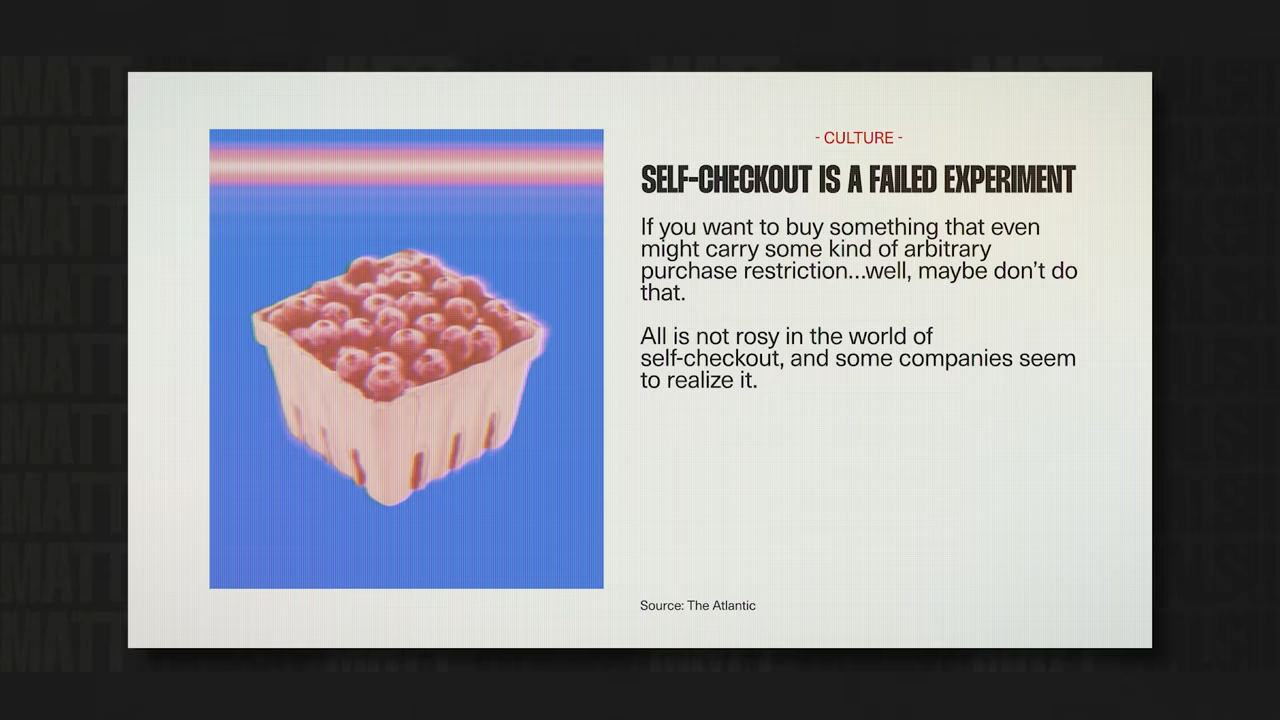 - CULTURE -
SELF-CHECKOUT IS A FAILED EXPERIMENT
If you want to buy something that even
might carry some kind of arbitrary
purchase restriction...well, maybe don't do
that.
All is not rosy in the world of
self-checkout, and some companies seem
to realize it.
Source: The Atlantic